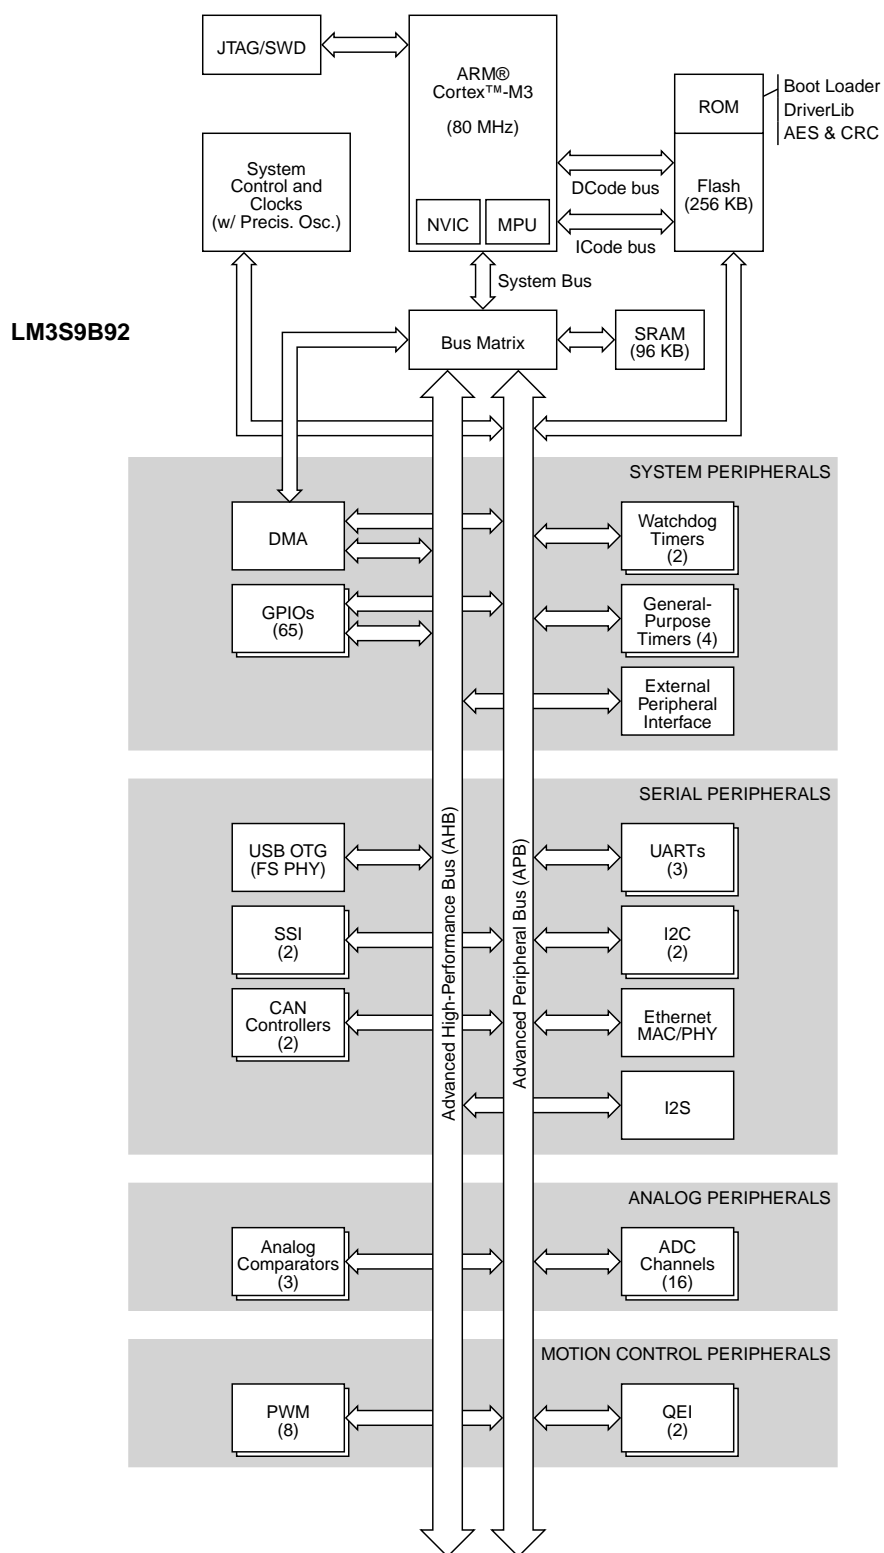 JTAG/SWD
ARM®
Cortex™-M3
(80 MHz)
NVIC
MPU
ROM
Boot Loader
DriverLib
AES & CRC
Flash
(256 KB)
DCode bus
ICode bus
System
Control and
Clocks
(w/ Precis. Osc.)
System Bus
LM3S9B92
Bus Matrix
SRAM
(96 KB)
SYSTEM PERIPHERALS
DMA
Watchdog
Timers
(2)
GPIOs
(65)
General-
Purpose
Timers (4)
External
Peripheral
Interface
Advanced High-Performance Bus (AHB)
Advanced Peripheral Bus (APB)
SERIAL PERIPHERALS
USB OTG
(FS PHY)
UARTs
(3)
SSI
(2)
I2C
(2)
CAN
Controllers
(2)
Ethernet
MAC/PHY
I2S
ANALOG PERIPHERALS
Analog
Comparators
(3)
ADC
Channels
(16)
MOTION CONTROL PERIPHERALS
PWM
(8)
QEI
(2)